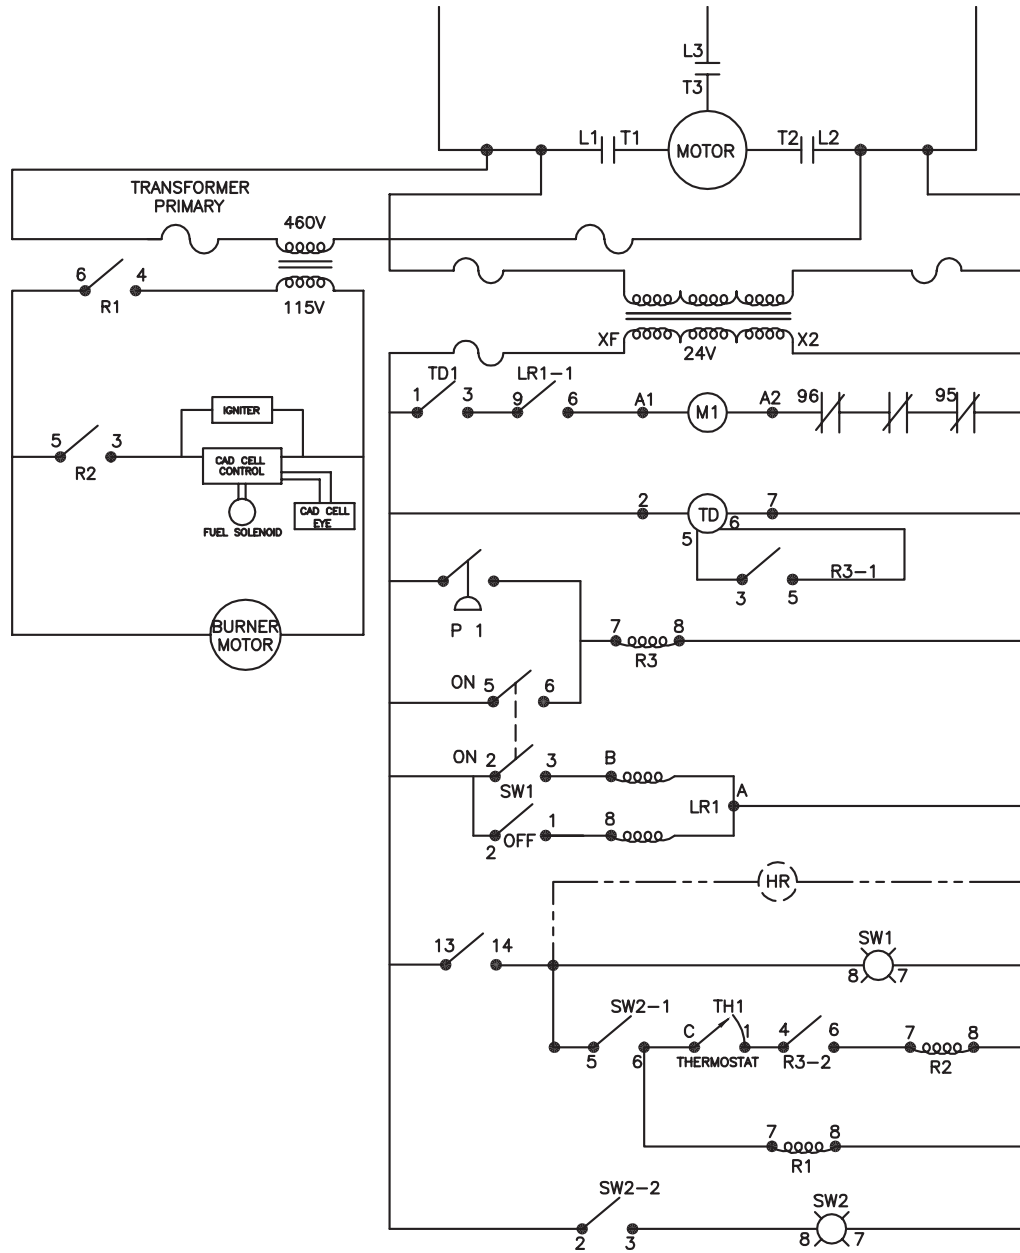 L3
T3
L1 T1 MOTOR T2 L2
TRANSFORMER
PRIMARY
460V
6 4
R1
115V
XF X2
24V
TD1 LR1-1
1 3 9 6 A1 M1 A2 96 95
IGNITER
5 3
R2
CAD CELL
CONTROL
CAD CELL
EYE
FUEL SOLENOID
2 TD 7
5 6
R3-1
3 5
P 1
BURNER
MOTOR
7 8
R3
ON 5 6
ON 2 3 B
SW1
LR1 A
2 OFF 1 8
HR
13 14
SW1
8 7
SW2-1 TH1
5 6 C 1 4 6 7 8
THERMOSTAT R3-2 R2
7 8
R1
SW2-2 SW2
2 3 8 7